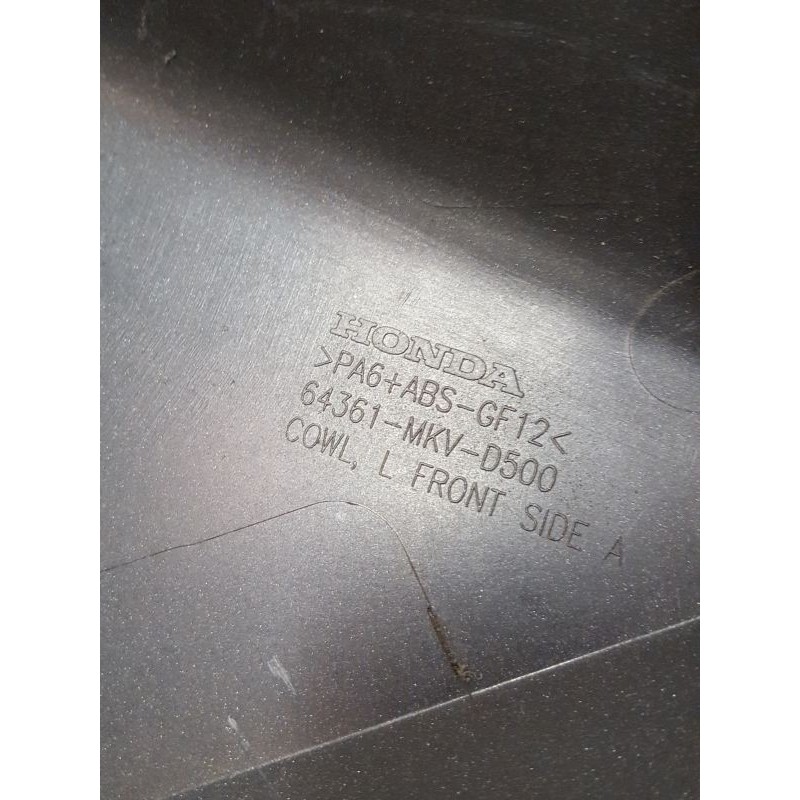 HONDA
>PA6+ABS-GF12<
64361-MKV-D500
COWL, L FRONT SIDE A